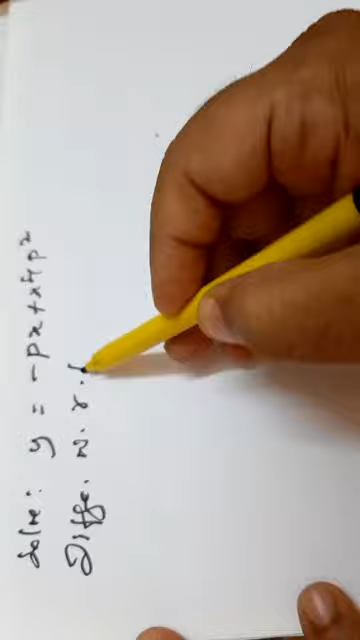 Solve: y = -px+x⁴p²
Diffe. w.r.t